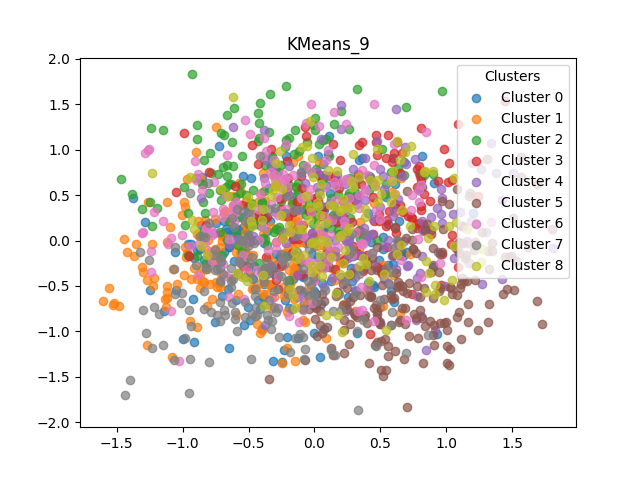 KMeans_9
2.0
1.5
1.0
0.5
0.0
−0.5
−1.0
−1.5
−2.0
Clusters
Cluster 0
Cluster 1
Cluster 2
Cluster 3
Cluster 4
Cluster 5
Cluster 6
Cluster 7
Cluster 8
−1.5 −1.0 −0.5 0.0 0.5 1.0 1.5